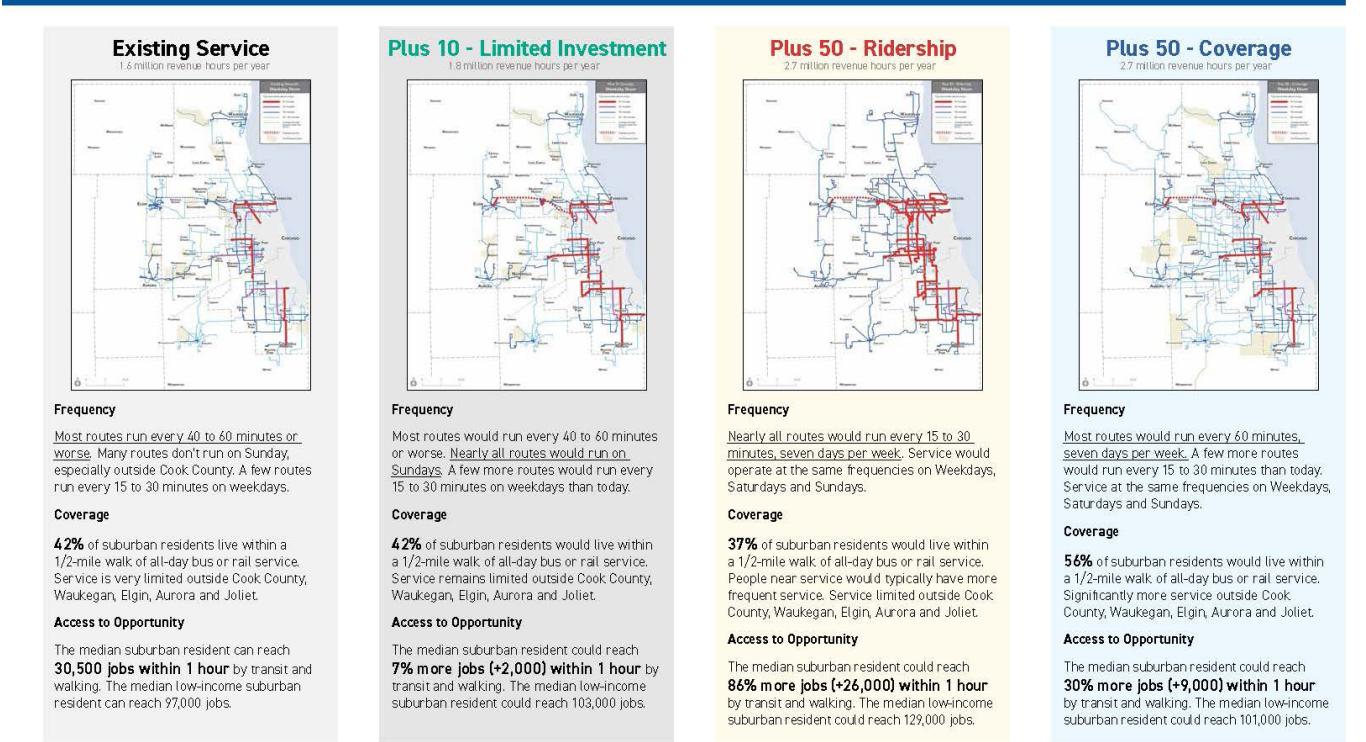 Existing Service
1.6 million revenue hours per year
Frequency
Most routes run every 40 to 60 minutes or
worse. Many routes don't run on Sunday,
especially outside Cook County. A few routes
run every 15 to 30 minutes on weekdays.
Coverage
42% of suburban residents live within a
1/2-mile walk of all-day bus or rail service.
Service is very limited outside Cook County,
Waukegan, Elgin, Aurora and Joliet.
Access to Opportunity
The median suburban resident can reach
30,500 jobs within 1 hour by transit and
walking. The median low-income suburban
resident can reach 97,000 jobs.
Plus 10 - Limited Investment
1.8 million revenue hours per year
Frequency
Most routes would run every 40 to 60 minutes
or worse. Nearly all routes would run on
Sundays. A few more routes would run every
15 to 30 minutes on weekdays than today.
Coverage
42% of suburban residents would live within
a 1/2-mile walk of all-day bus or rail service.
Service remains limited outside Cook County,
Waukegan, Elgin, Aurora and Joliet.
Access to Opportunity
The median suburban resident could reach
7% more jobs (+2,000) within 1 hour by
transit and walking. The median low-income
suburban resident could reach 103,000 jobs.
Plus 50 - Ridership
2.7 million revenue hours per year
Frequency
Nearly all routes would run every 15 to 30
minutes, seven days per week. Service would
operate at the same frequencies on Weekdays,
Saturdays and Sundays.
Coverage
37% of suburban residents would live within
a 1/2-mile walk of all-day bus or rail service.
People near service would typically have more
frequent service. Service limited outside Cook
County, Waukegan, Elgin, Aurora and Joliet.
Access to Opportunity
The median suburban resident could reach
86% more jobs (+26,000) within 1 hour
by transit and walking. The median low-income
suburban resident could reach 129,000 jobs.
Plus 50 - Coverage
2.7 million revenue hours per year
Frequency
Most routes would run every 60 minutes,
seven days per week. A few more routes
would run every 15 to 30 minutes than today.
Service at the same frequencies on Weekdays,
Saturdays and Sundays.
Coverage
56% of suburban residents would live within
a 1/2-mile walk of all-day bus or rail service.
Significantly more service outside Cook
County, Waukegan, Elgin, Aurora and Joliet.
Access to Opportunity
The median suburban resident could reach
30% more jobs (+9,000) within 1 hour
by transit and walking. The median low-income
suburban resident could reach 101,000 jobs.